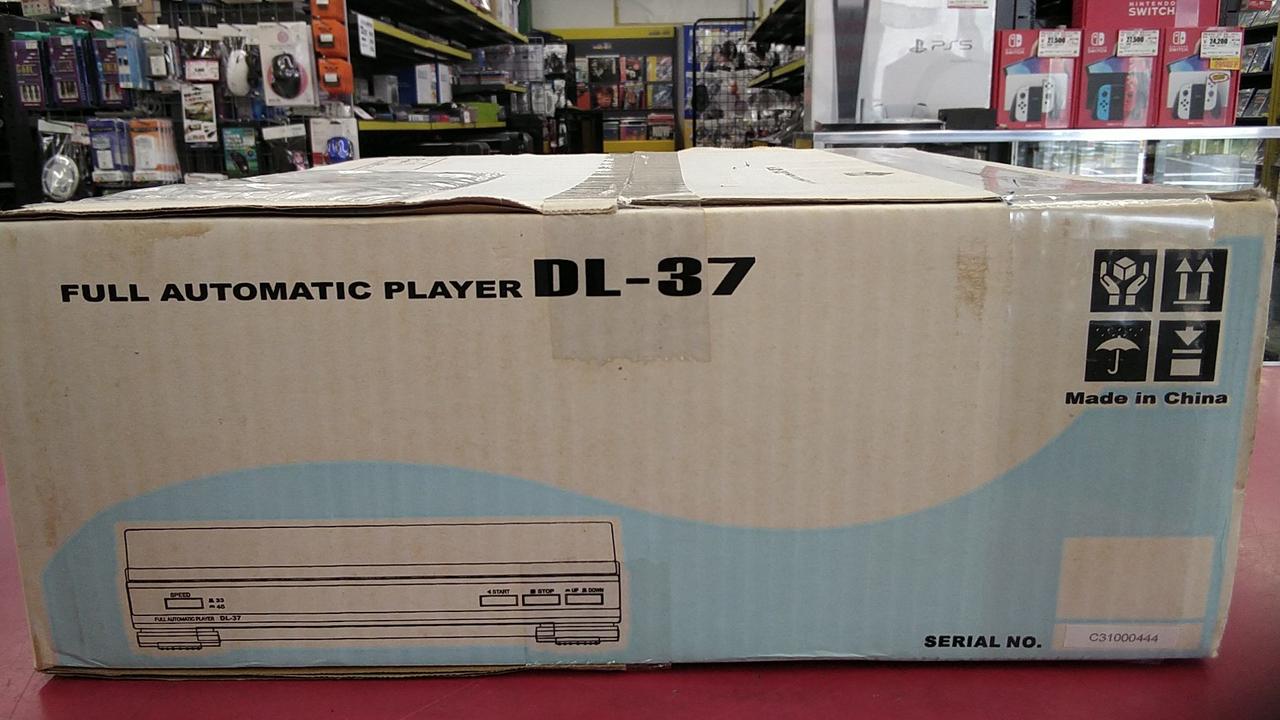 PS5
NINTENDO
SWITCH
FULL AUTOMATIC PLAYER DL-37
Made in China
SPEED
33
45
START
STOP
UP
DOWN
FULL AUTOMATIC PLAYER DL-37
SERIAL NO.
C31000444